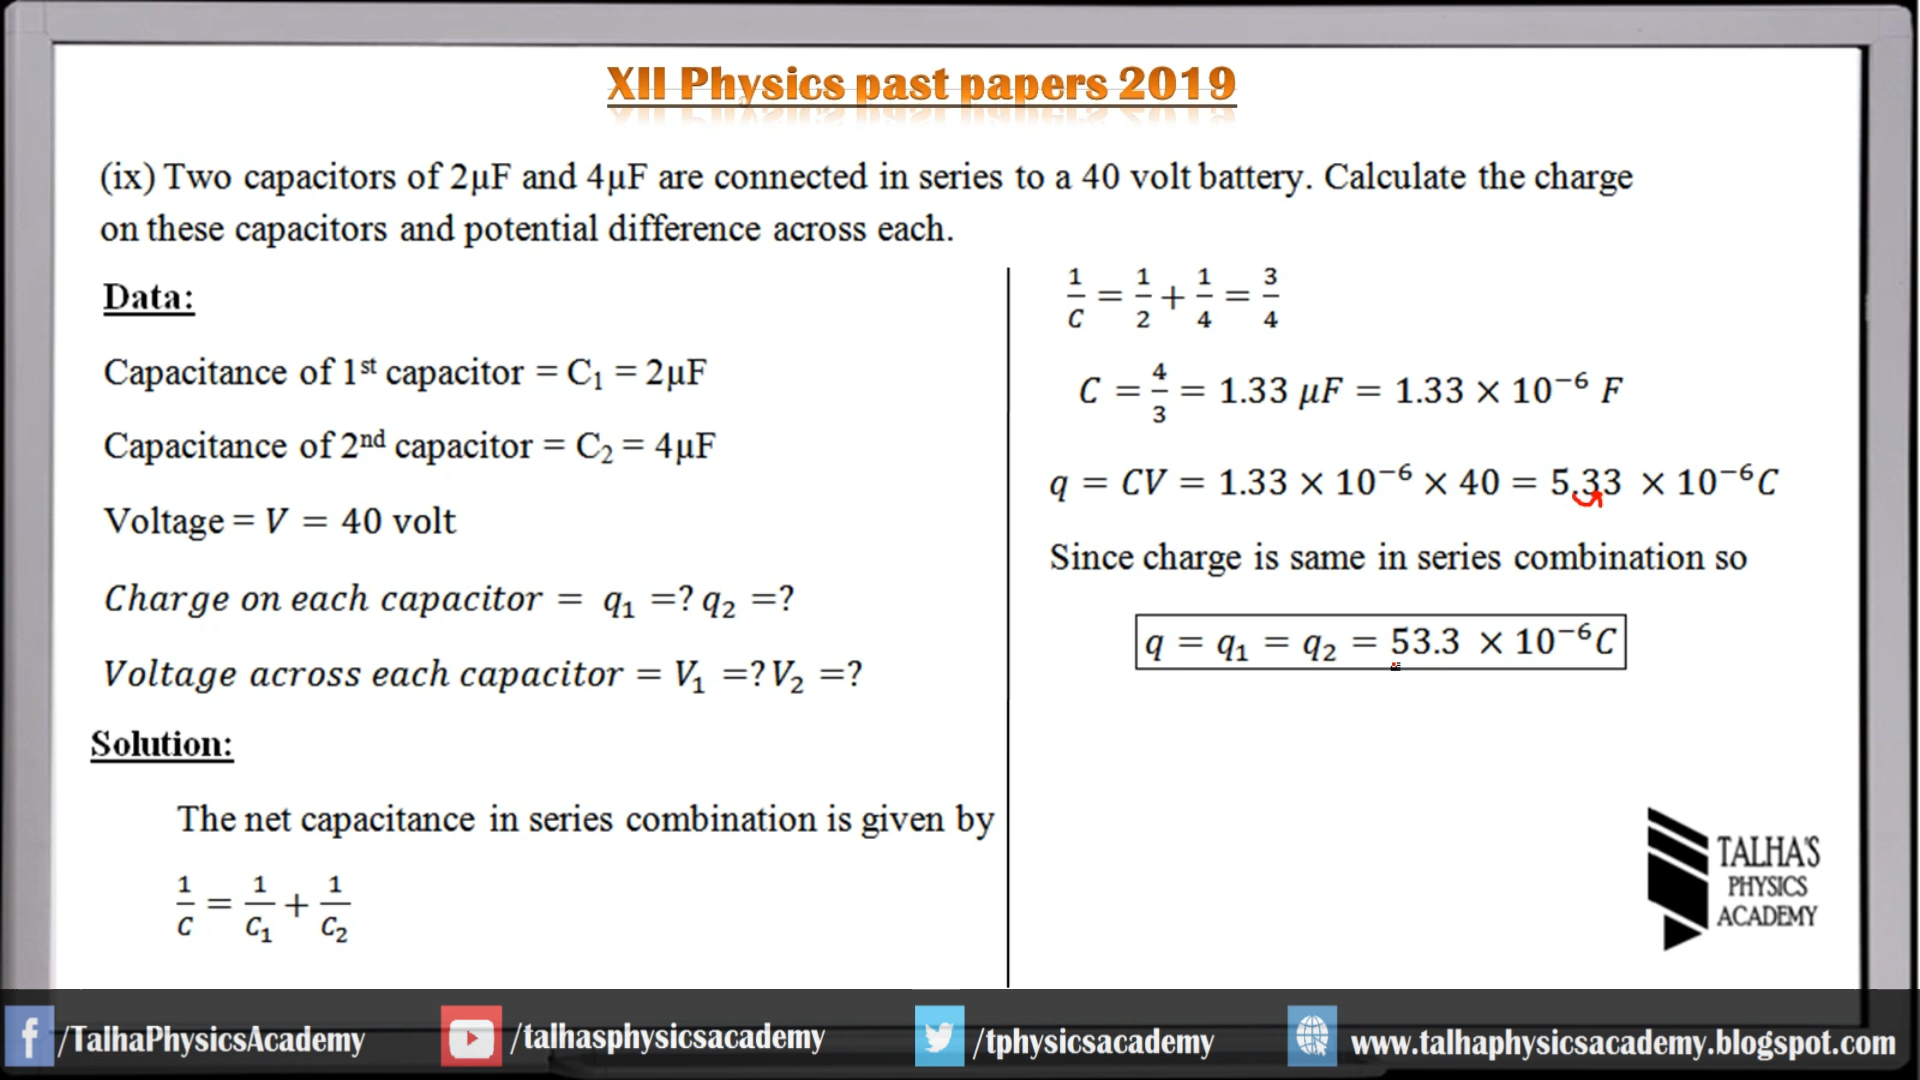 XII Physics past papers 2019
(ix) Two capacitors of 2μF and 4μF are connected in series to a 40 volt battery. Calculate the charge
on these capacitors and potential difference across each.
Data:
Capacitance of 1st capacitor = C₁ = 2μF
Capacitance of 2nd capacitor = C₂ = 4μF
Voltage = V = 40 volt
Charge on each capacitor = q₁ =? q₂ =?
Voltage across each capacitor = V₁ =? V₂ =?
Solution:
The net capacitance in series combination is given by
1/C = 1/C₁ + 1/C₂
1/C = 1/2 + 1/4 = 3/4
C = 4/3 = 1.33 μF = 1.33 × 10⁻⁶ F
q = CV = 1.33 × 10⁻⁶ × 40 = 5.33 × 10⁻⁶C
Since charge is same in series combination so
q = q₁ = q₂ = 53.3 × 10⁻⁶C
TALHA'S
PHYSICS
ACADEMY
/TalhaPhysicsAcademy
/talhasphysicsacademy
/tphysicsacademy
www.talhaphysicsacademy.blogspot.com